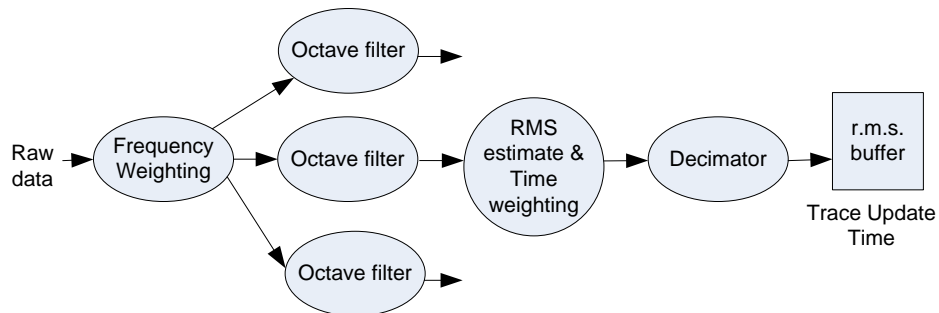 Octave filter
Raw
data
Frequency
Weighting
Octave filter
RMS
estimate &
Time
weighting
Decimator
r.m.s.
buffer
Trace Update
Time
Octave filter